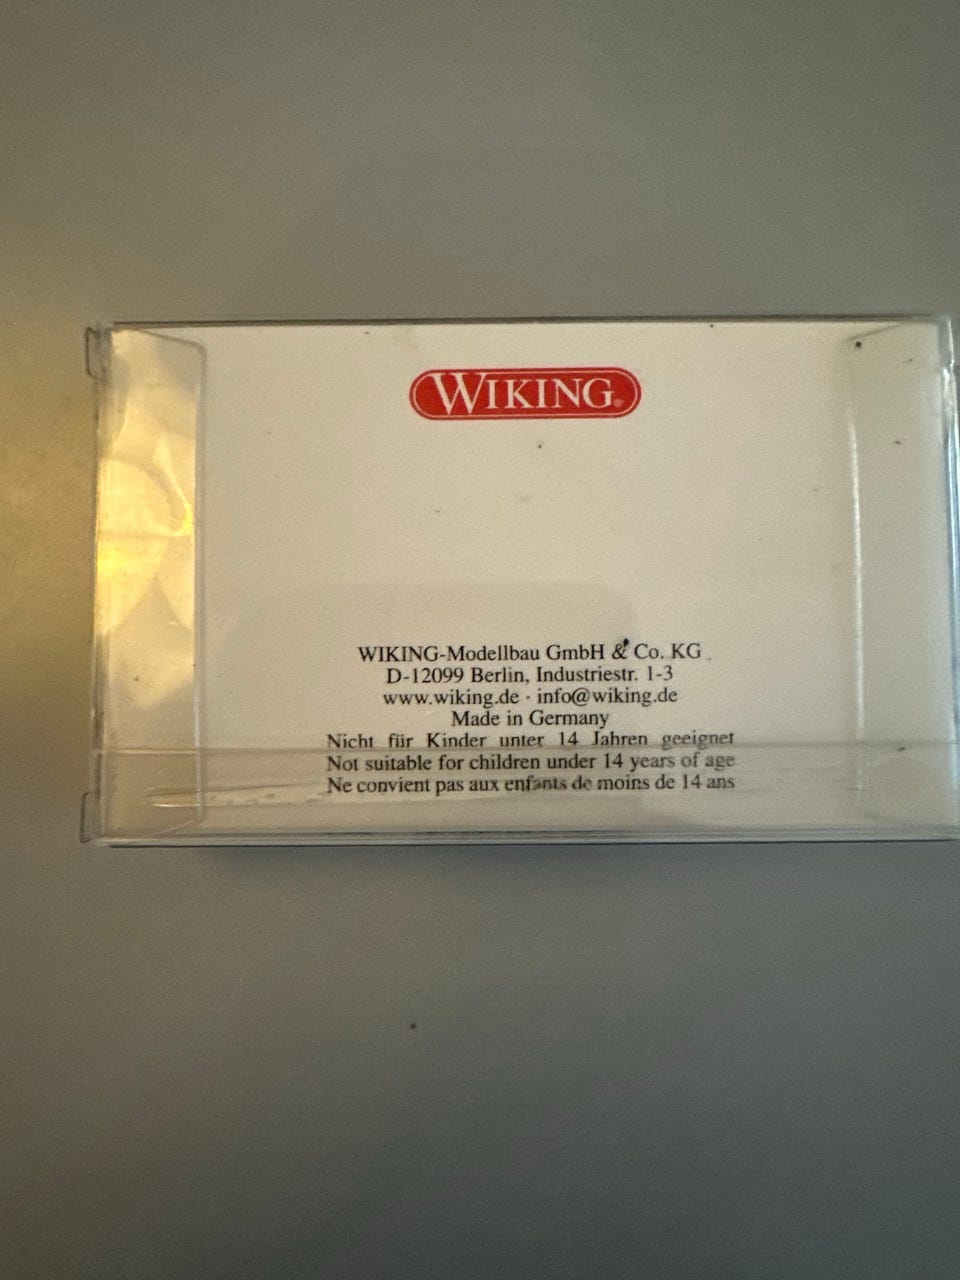 WIKING®
WIKING-Modellbau GmbH & Co. KG
D-12099 Berlin, Industriestr. 1-3
www.wiking.de · info@wiking.de
Made in Germany
Nicht für Kinder unter 14 Jahren geeignet
Not suitable for children under 14 years of age
Ne convient pas aux enfants de moins de 14 ans